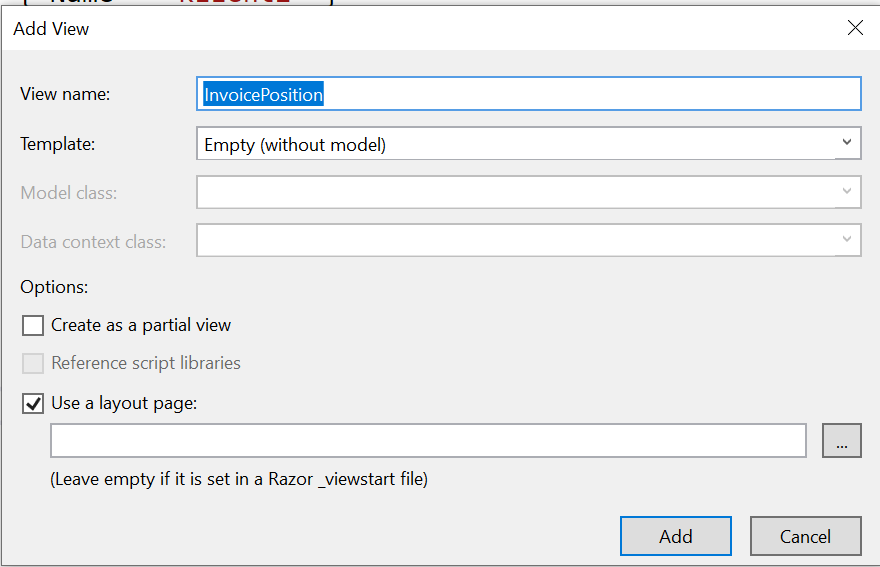 Add View
View name:
InvoicePosition
Template:
Empty (without model)
Model class:
Data context class:
Options:
Create as a partial view
Reference script libraries
Use a layout page:
...
(Leave empty if it is set in a Razor _viewstart file)
Add
Cancel